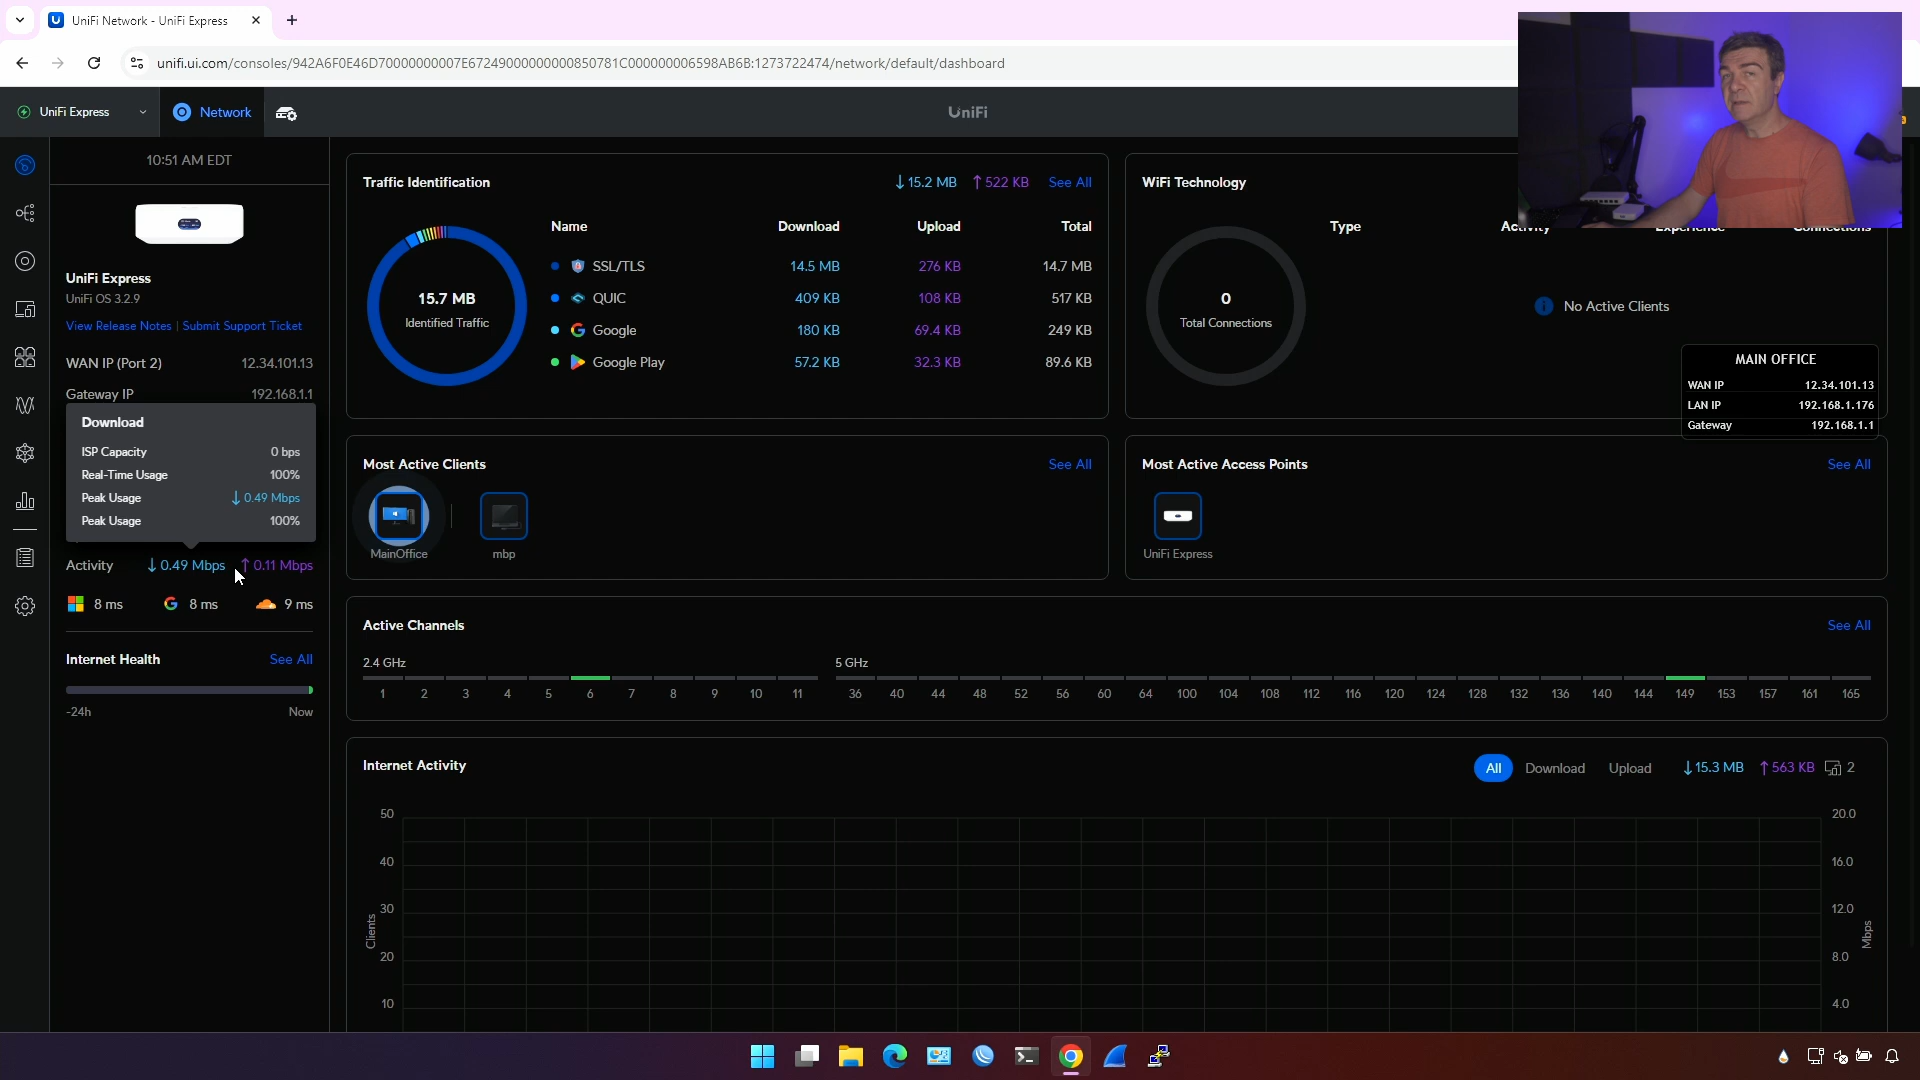 UniFi Network - UniFi Express
unifi.ui.com/consoles/942A6F0E46D70000000007E67249000000000850781C000000006598AB6B:1273722474/network/default/dashboard
UniFi Express
Network
UniFi
10:51 AM EDT
UniFi Express
UniFi OS 3.2.9
View Release Notes | Submit Support Ticket
WAN IP (Port 2) 12.34.101.13
Gateway IP 192.168.1.1
Download
ISP Capacity 0 bps
Real-Time Usage 100%
Peak Usage ↓ 0.49 Mbps
Peak Usage 100%
Activity ↓ 0.49 Mbps ↑ 0.11 Mbps
8 ms 8 ms 9 ms
Internet Health See All
-24h Now
Traffic Identification ↓ 15.2 MB ↑ 522 KB See All
15.7 MB
Identified Traffic
Name Download Upload Total
SSL/TLS 14.5 MB 276 KB 14.7 MB
QUIC 409 KB 108 KB 517 KB
Google 180 KB 69.4 KB 249 KB
Google Play 57.2 KB 32.3 KB 89.6 KB
WiFi Technology
Type Activity Experience Connections
0
Total Connections
No Active Clients
MAIN OFFICE
WAN IP 12.34.101.13
LAN IP 192.168.1.176
Gateway 192.168.1.1
Most Active Clients See All
MainOffice mbp
Most Active Access Points See All
UniFi Express
Active Channels See All
2.4 GHz
1 2 3 4 5 6 7 8 9 10 11
5 GHz
36 40 44 48 52 56 60 64 100 104 108 112 116 120 124 128 132 136 140 144 149 153 157 161 165
Internet Activity All Download Upload ↓ 15.3 MB ↑ 563 KB 2
50 20.0
40 16.0
30 12.0
Clients Mbps
20 8.0
10 4.0